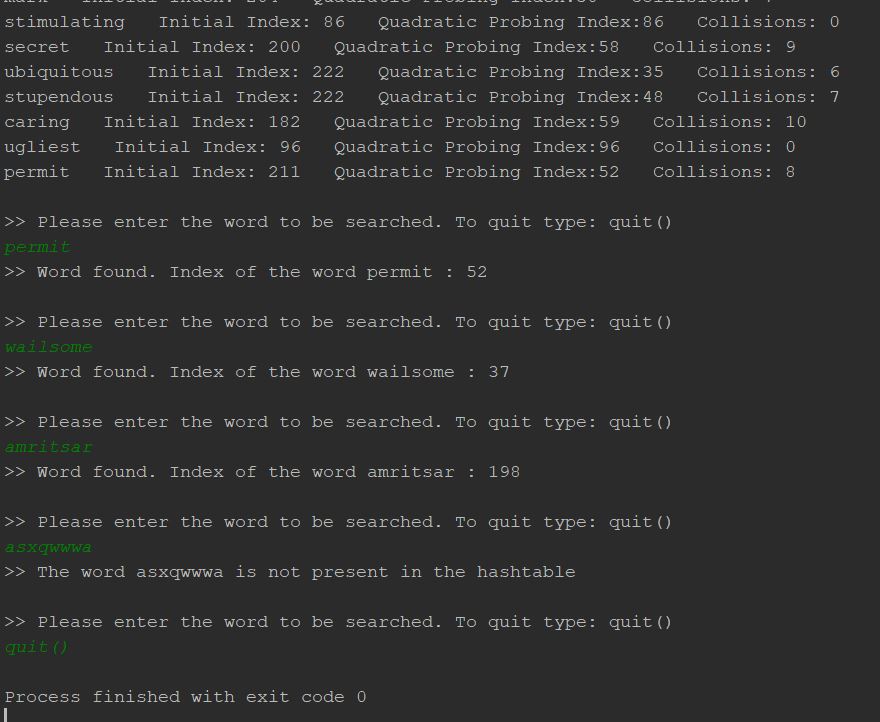 stimulating   Initial Index: 86   Quadratic Probing Index:86   Collisions: 0
secret   Initial Index: 200   Quadratic Probing Index:58   Collisions: 9
ubiquitous   Initial Index: 222   Quadratic Probing Index:35   Collisions: 6
stupendous   Initial Index: 222   Quadratic Probing Index:48   Collisions: 7
caring   Initial Index: 182   Quadratic Probing Index:59   Collisions: 10
ugliest   Initial Index: 96   Quadratic Probing Index:96   Collisions: 0
permit   Initial Index: 211   Quadratic Probing Index:52   Collisions: 8
>> Please enter the word to be searched. To quit type: quit()
permit
>> Word found. Index of the word permit : 52
>> Please enter the word to be searched. To quit type: quit()
wailsome
>> Word found. Index of the word wailsome : 37
>> Please enter the word to be searched. To quit type: quit()
amritsar
>> Word found. Index of the word amritsar : 198
>> Please enter the word to be searched. To quit type: quit()
asxqwwwa
>> The word asxqwwwa is not present in the hashtable
>> Please enter the word to be searched. To quit type: quit()
quit()
Process finished with exit code 0